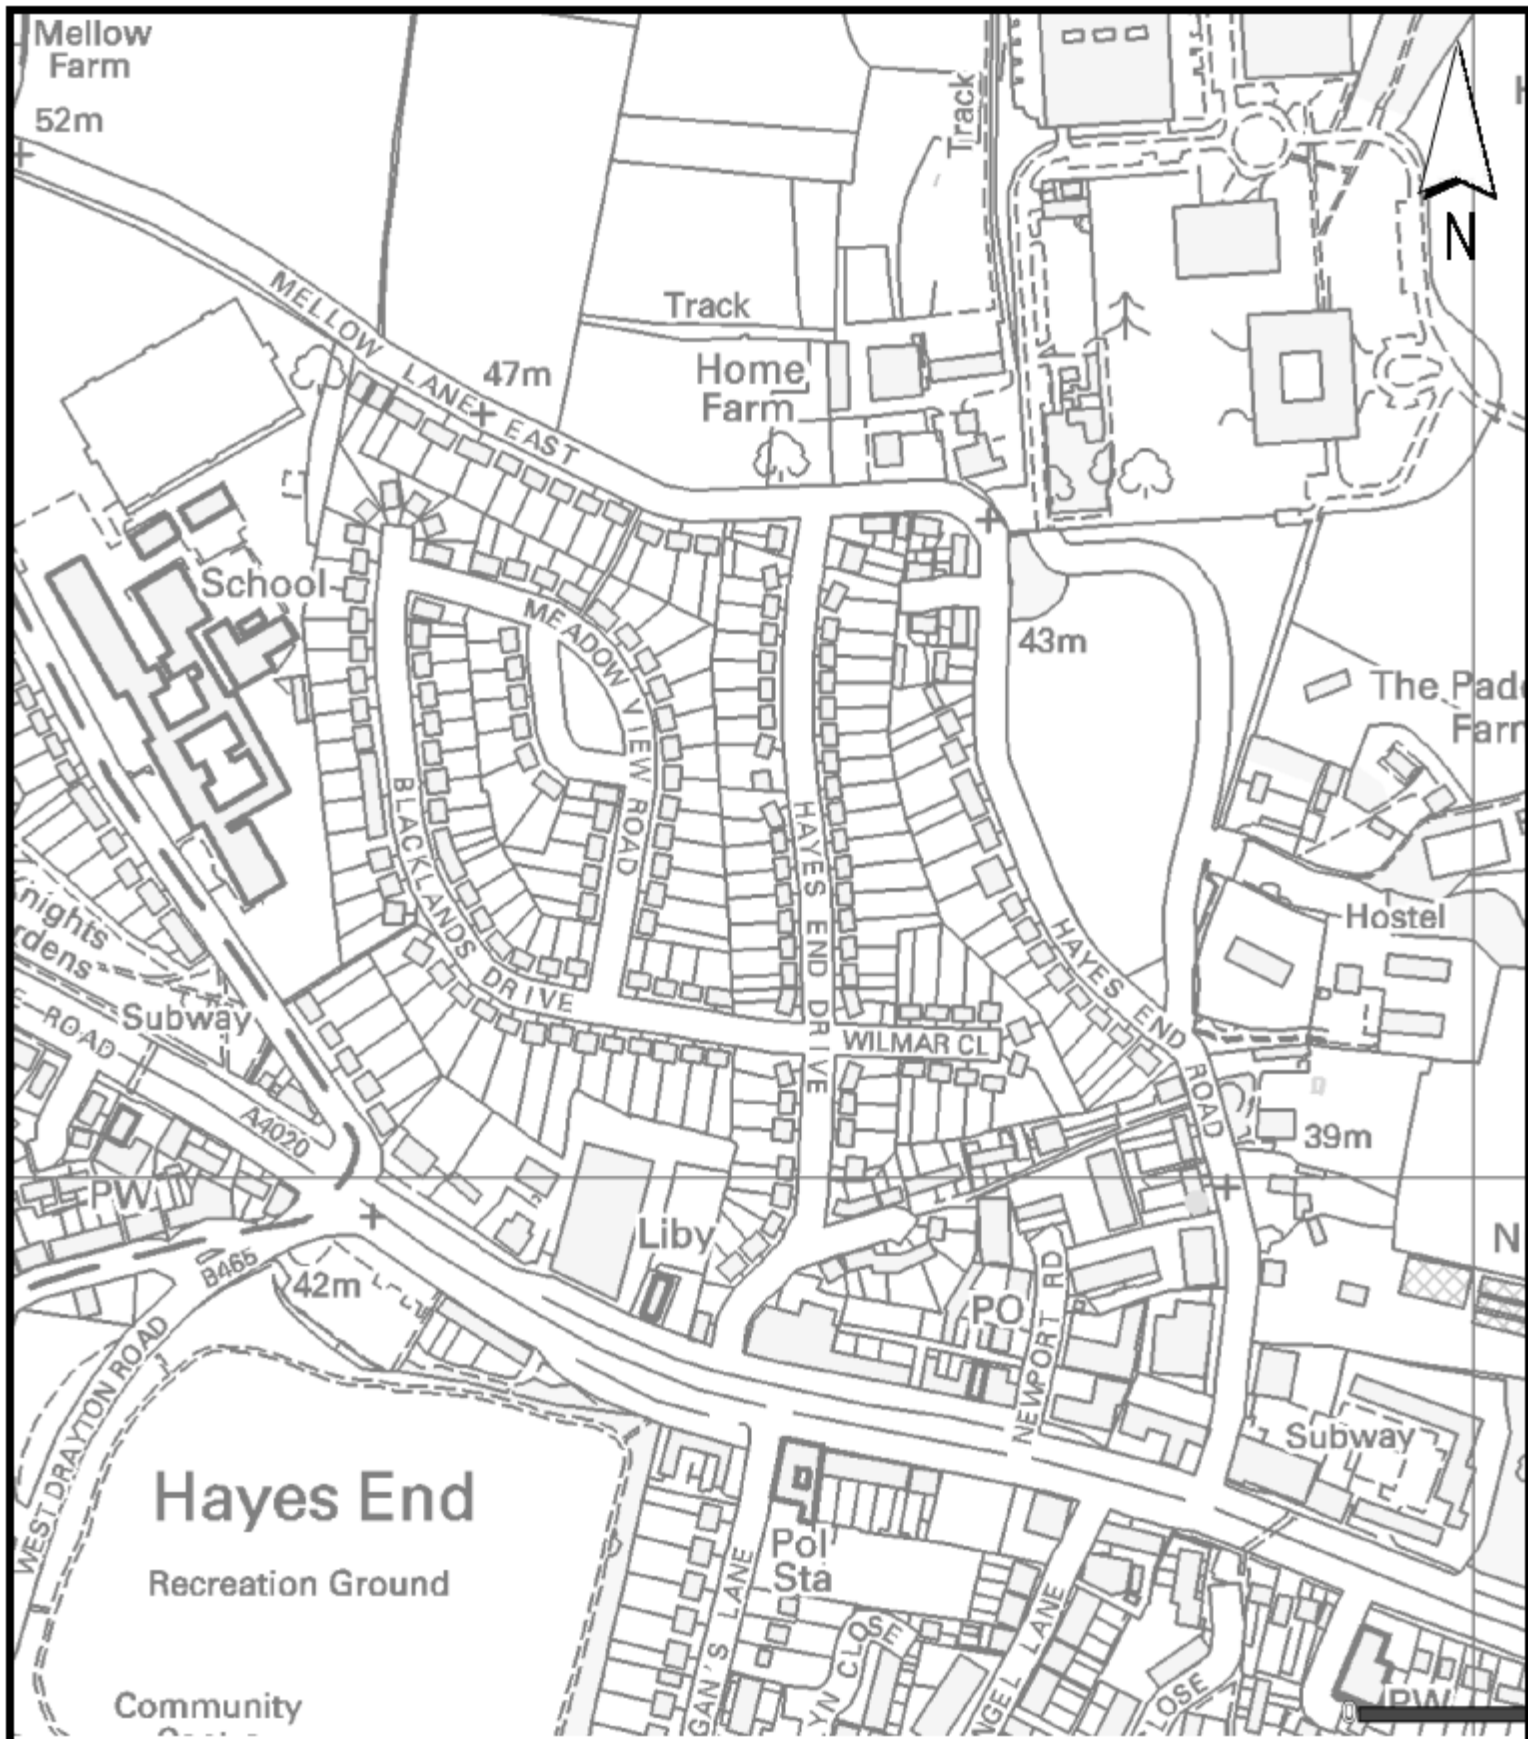 Mellow
Farm
52m
Track
N
MELLOW LANE EAST
Track
47m
Home
Farm
School
MEADOW VIEW ROAD
43m
The Pad
Farm
BLACKLANDS DRIVE
HAYES END DRIVE
HAYES END ROAD
Knights
Hostel
ROAD
Subway
WILMAR CL
A4020
39m
PW
Liby
B465
42m
PO
NEWPORT RD
N
WEST DRAYTON ROAD
Subway
Hayes End
Pol
Sta
Recreation Ground
LANE
CLOSE
LANE
Community
PW
0